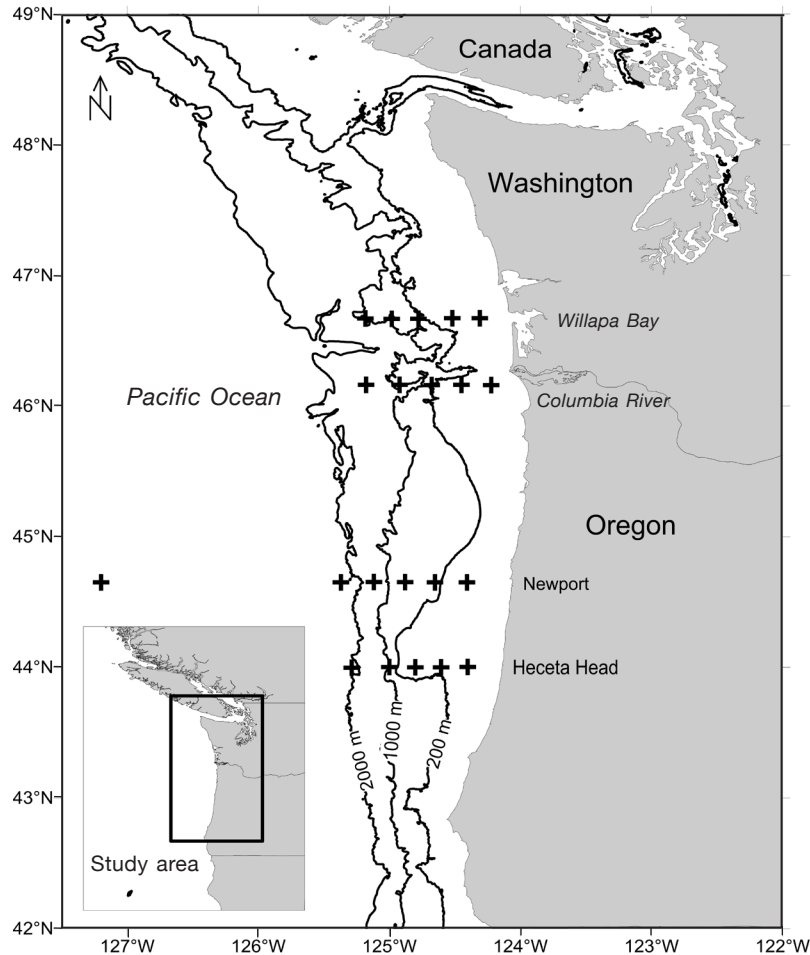 49°N
Canada
N
48°N
Washington
47°N
Willapa Bay
Pacific Ocean
46°N
Columbia River
45°N
Oregon
Newport
44°N
Heceta Head
2000 m
1000 m
200 m
43°N
Study area
42°N
127°W 126°W 125°W 124°W 123°W 122°W